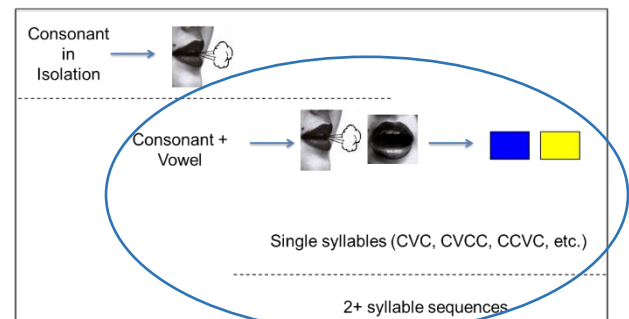 Consonant
in
Isolation
Consonant +
Vowel
Single syllables (CVC, CVCC, CCVC, etc.)
2+ syllable sequences